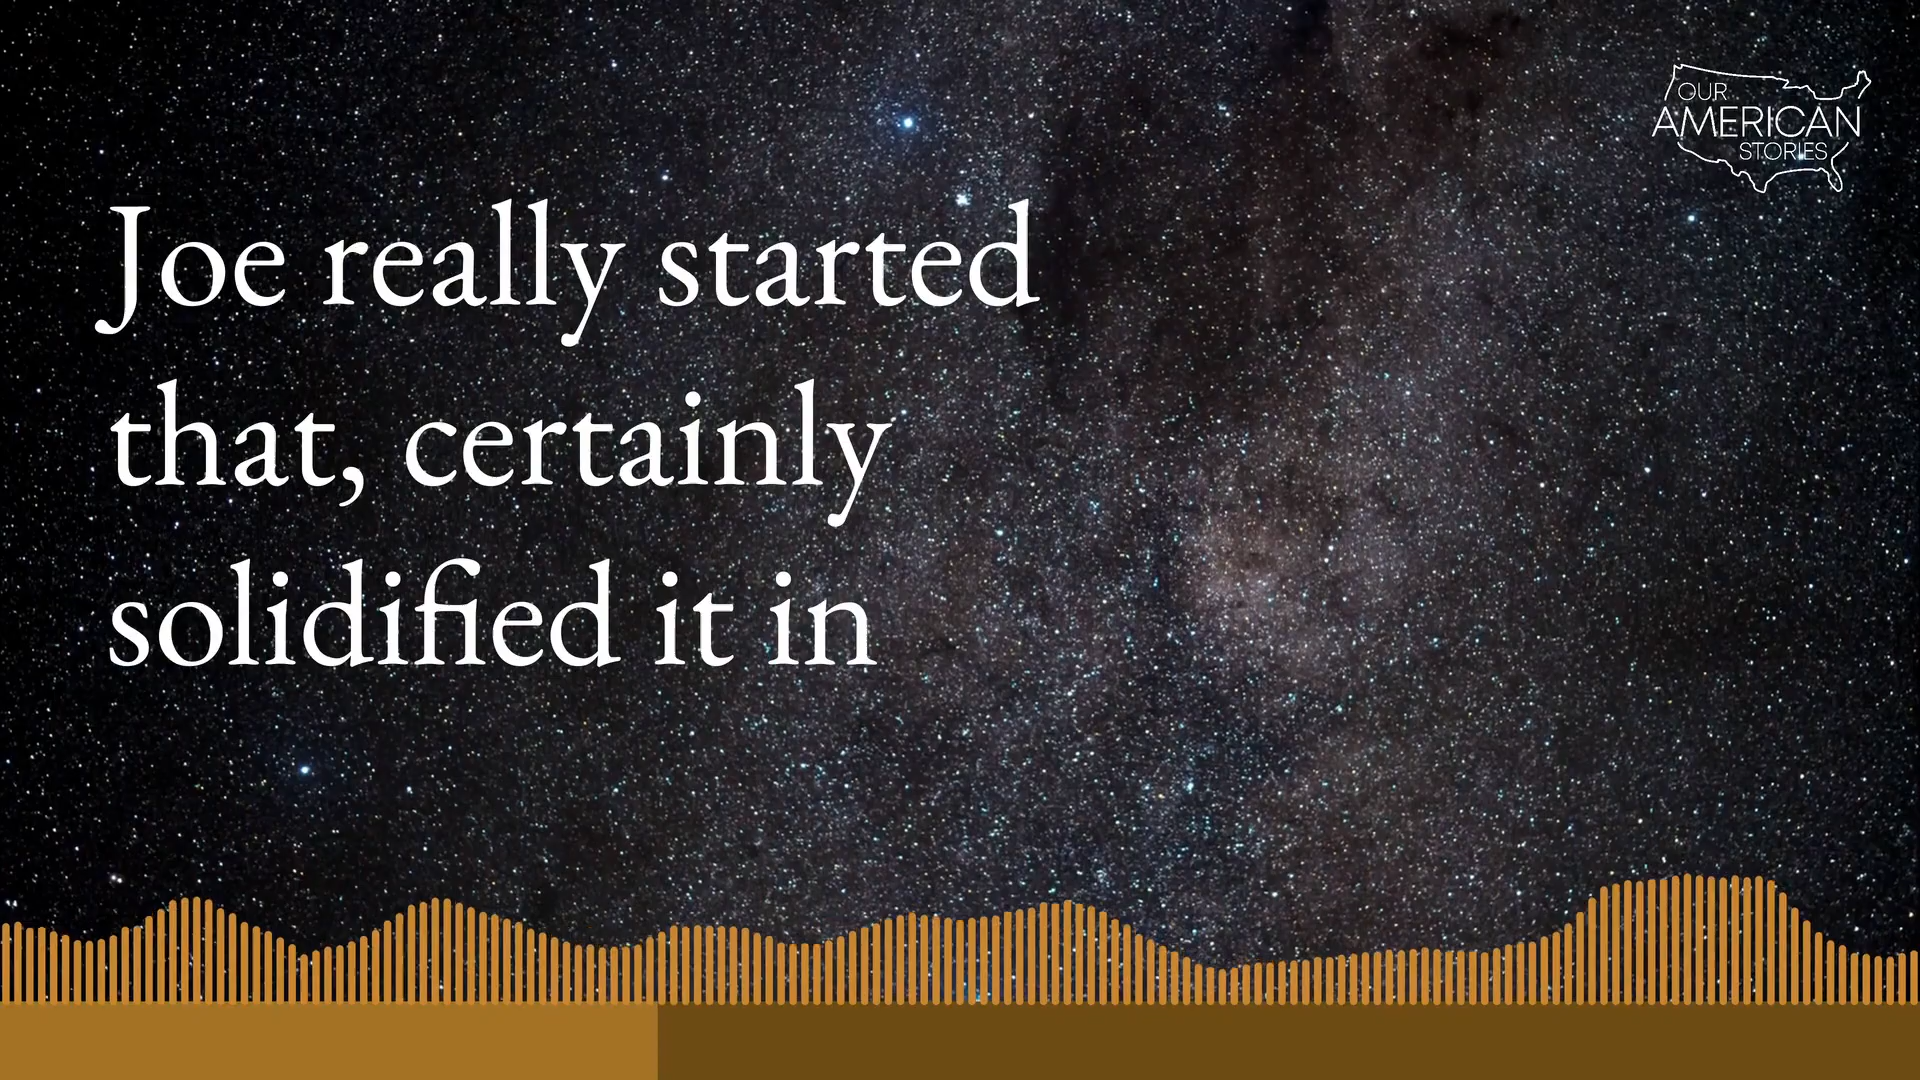 OUR
AMERICAN
STORIES
Joe really started
that, certainly
solidified it in